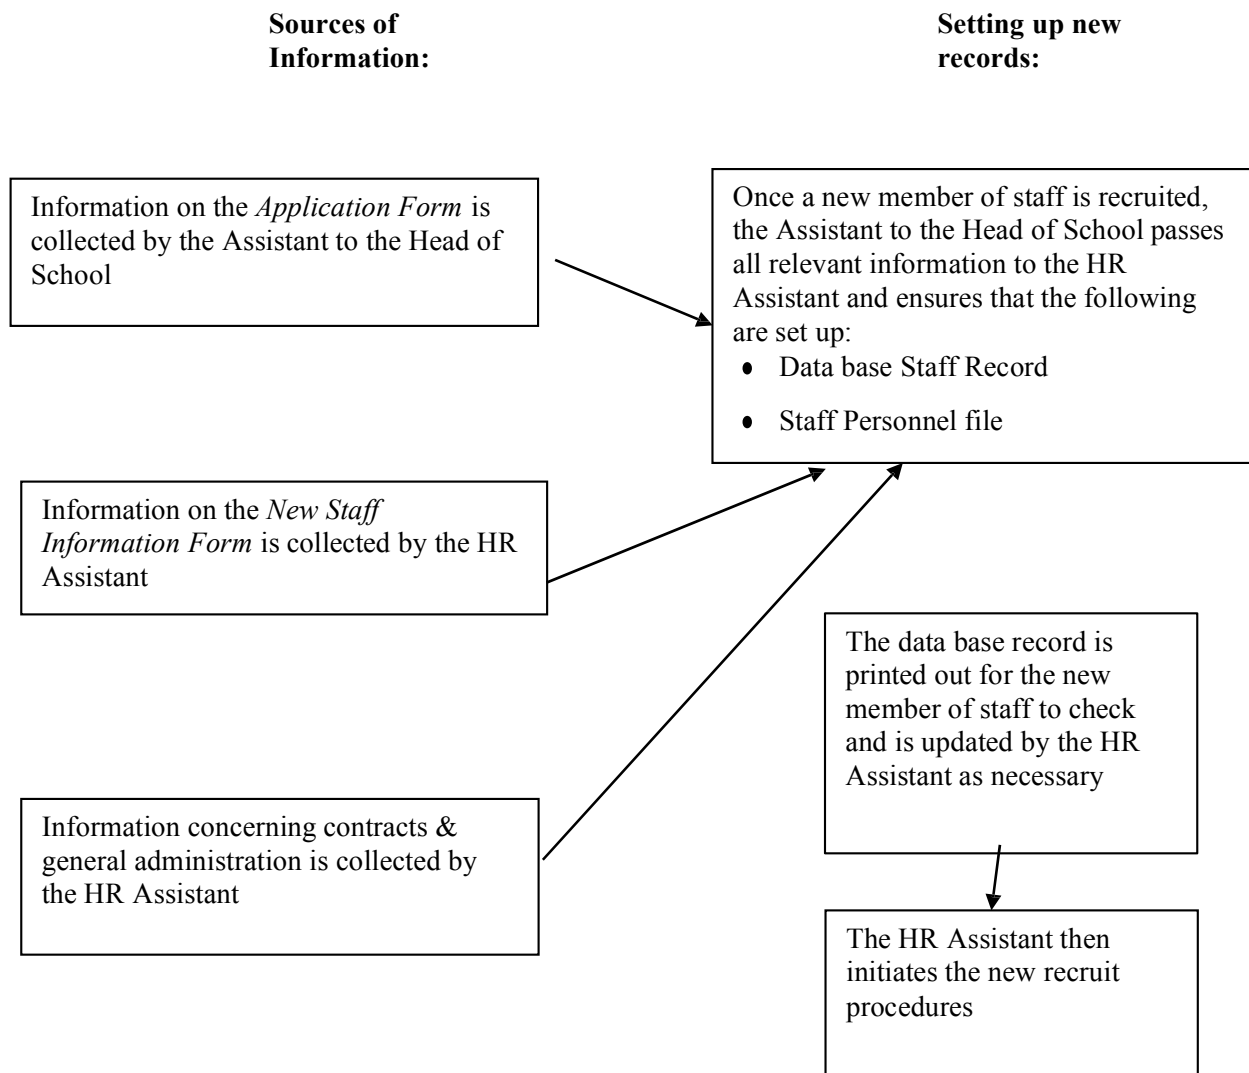 Sources of
Information:
Setting up new
records:
Information on the Application Form is
collected by the Assistant to the Head of
School
Once a new member of staff is recruited,
the Assistant to the Head of School passes
all relevant information to the HR
Assistant and ensures that the following
are set up:
• Data base Staff Record
• Staff Personnel file
Information on the New Staff
Information Form is collected by the HR
Assistant
The data base record is
printed out for the new
member of staff to check
and is updated by the HR
Assistant as necessary
Information concerning contracts &
general administration is collected by
the HR Assistant
The HR Assistant then
initiates the new recruit
procedures